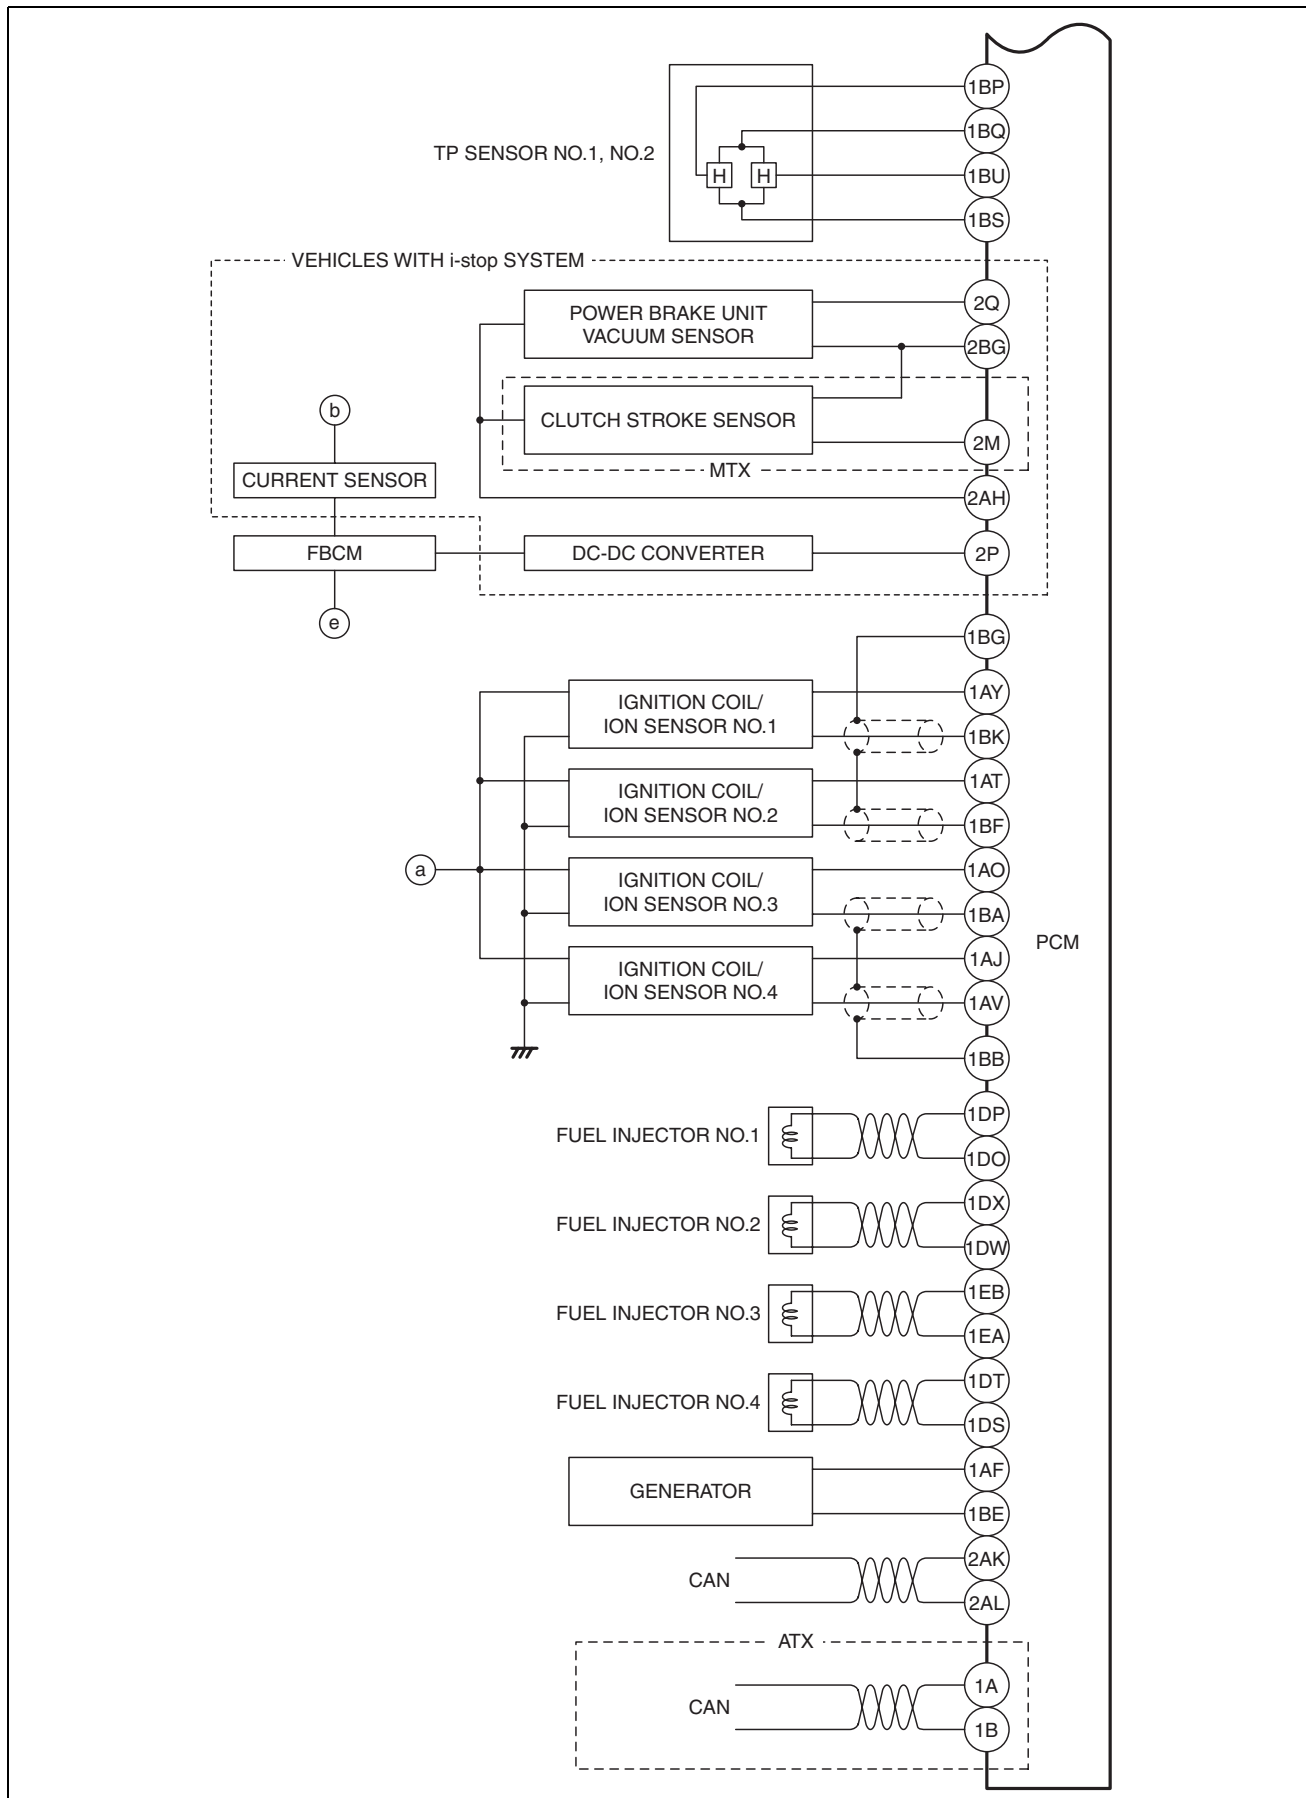 1BP
1BQ
TP SENSOR NO.1, NO.2
H H
1BU
1BS
VEHICLES WITH i-stop SYSTEM
POWER BRAKE UNIT
VACUUM SENSOR
2Q
2BG
b
CLUTCH STROKE SENSOR
2M
MTX
CURRENT SENSOR
2AH
FBCM
DC-DC CONVERTER
2P
e
1BG
IGNITION COIL/
ION SENSOR NO.1
1AY
1BK
IGNITION COIL/
ION SENSOR NO.2
1AT
1BF
a
IGNITION COIL/
ION SENSOR NO.3
1AO
1BA
PCM
IGNITION COIL/
ION SENSOR NO.4
1AJ
1AV
1BB
FUEL INJECTOR NO.1
1DP
1DO
FUEL INJECTOR NO.2
1DX
1DW
FUEL INJECTOR NO.3
1EB
1EA
FUEL INJECTOR NO.4
1DT
1DS
GENERATOR
1AF
1BE
CAN
2AK
2AL
ATX
CAN
1A
1B